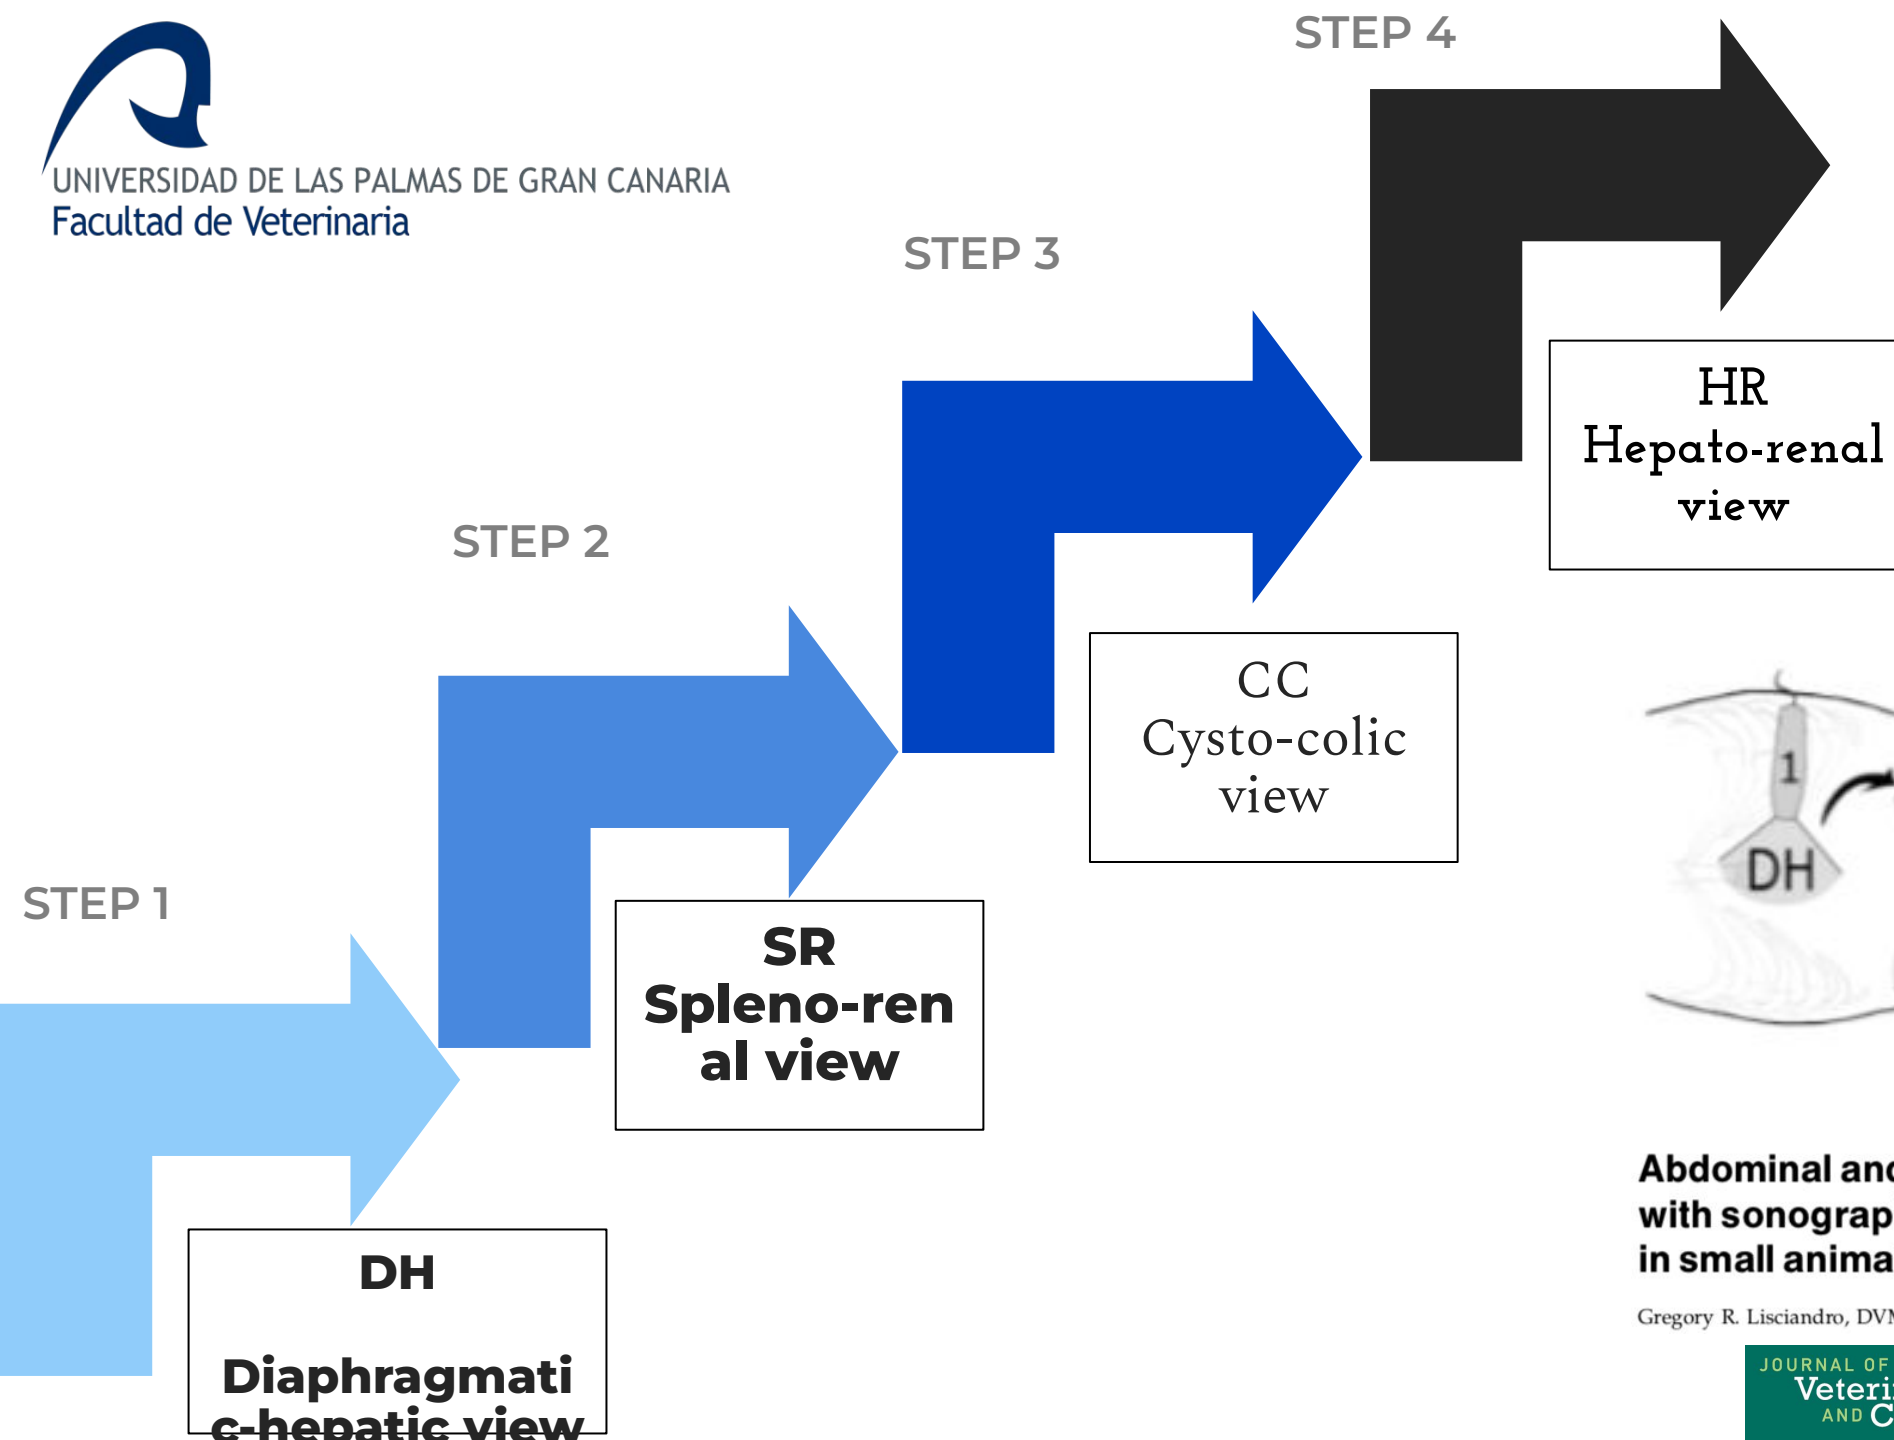 UNIVERSIDAD DE LAS PALMAS DE GRAN CANARIA
Facultad de Veterinaria
STEP 4
STEP 3
HR
Hepato-renal
view
STEP 2
CC
Cysto-colic
view
1
DH
STEP 1
SR
Spleno-ren
al view
DH
Diaphragmati
c-hepatic view
Abdominal and
with sonograp
in small anima
Gregory R. Lisciandro, DVM
JOURNAL OF
Veteri
AND C